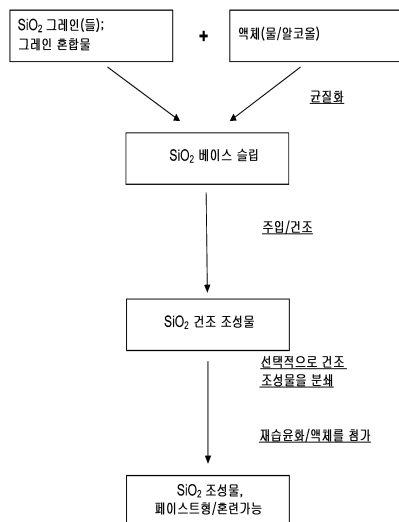 SiO₂ 그레인(들);
그레인 혼합물
+
액체(물/알코올)
균질화
SiO₂ 베이스 슬립
주입/건조
SiO₂ 건조 조성물
선택적으로 건조
조성물을 분쇄
재습윤화/액체를 첨가
SiO₂ 조성물,
페이스트형/혼련가능